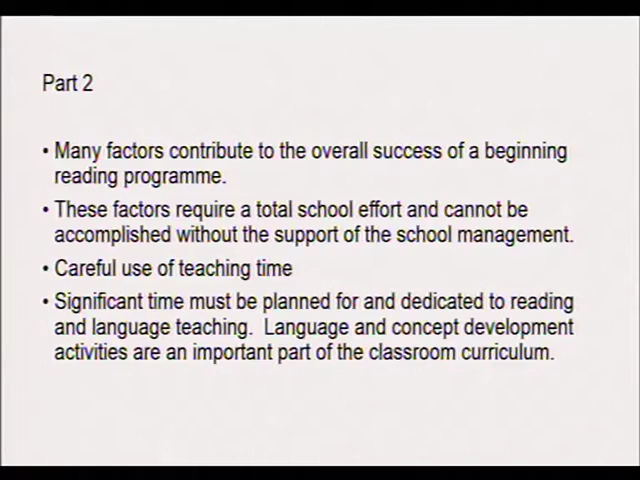 Part 2
• Many factors contribute to the overall success of a beginning
reading programme.
• These factors require a total school effort and cannot be
accomplished without the support of the school management.
• Careful use of teaching time
• Significant time must be planned for and dedicated to reading
and language teaching.  Language and concept development
activities are an important part of the classroom curriculum.